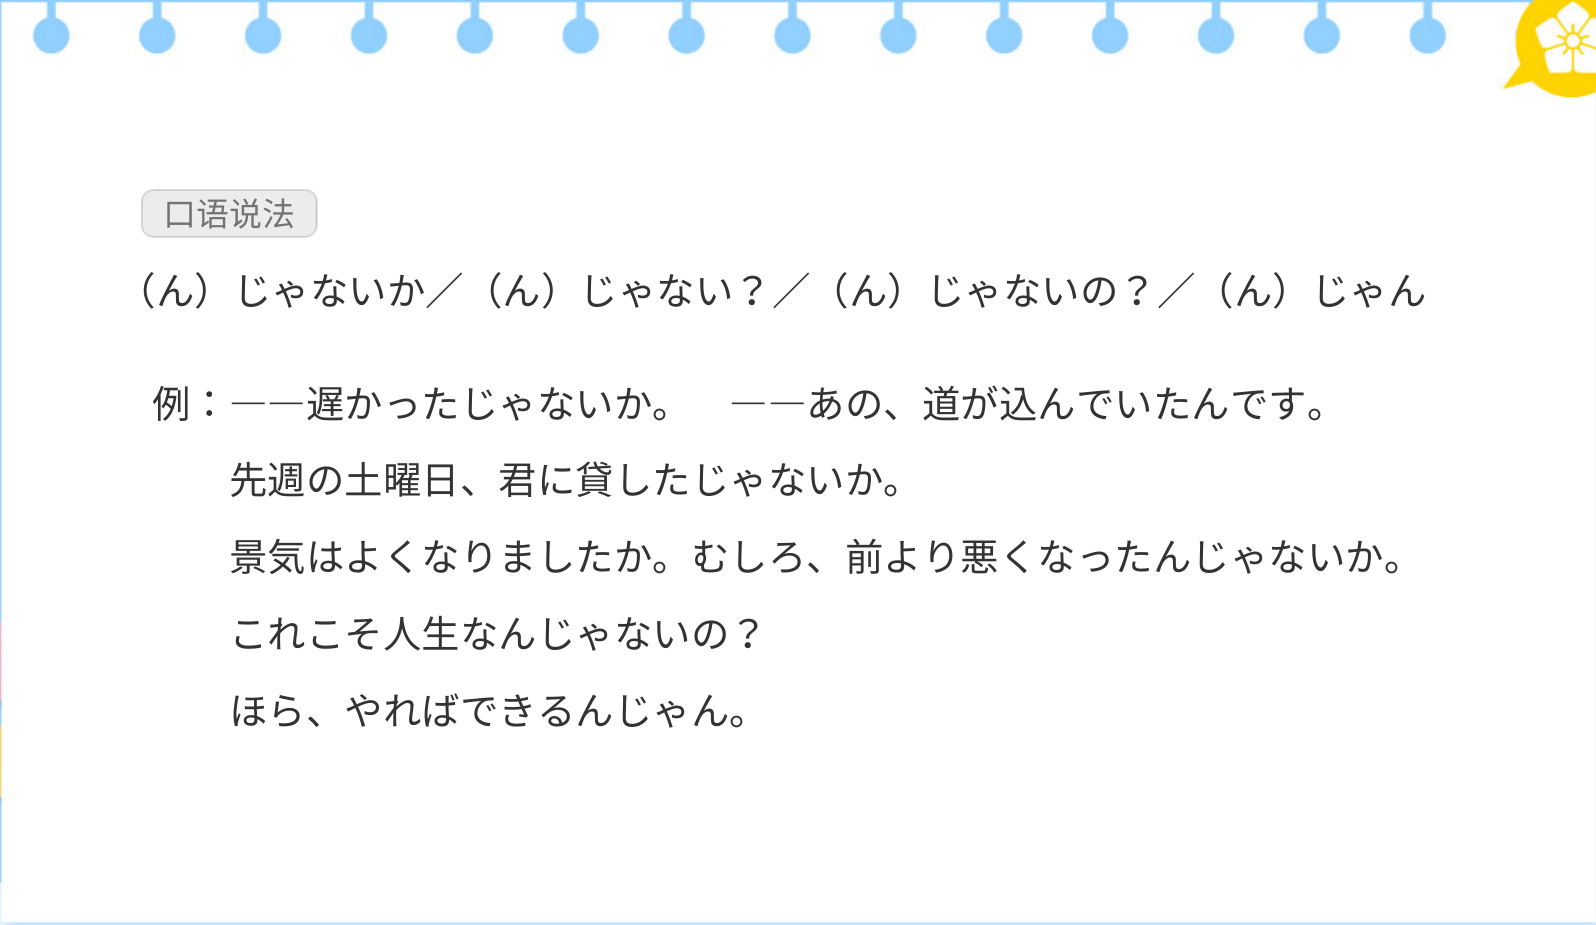 口语说法
（ん）じゃないか／（ん）じゃない？／（ん）じゃないの？／（ん）じゃん
例：——遅かったじゃないか。　——あの、道が込んでいたんです。
先週の土曜日、君に貸したじゃないか。
景気はよくなりましたか。むしろ、前より悪くなったんじゃないか。
これこそ人生なんじゃないの？
ほら、やればできるんじゃん。